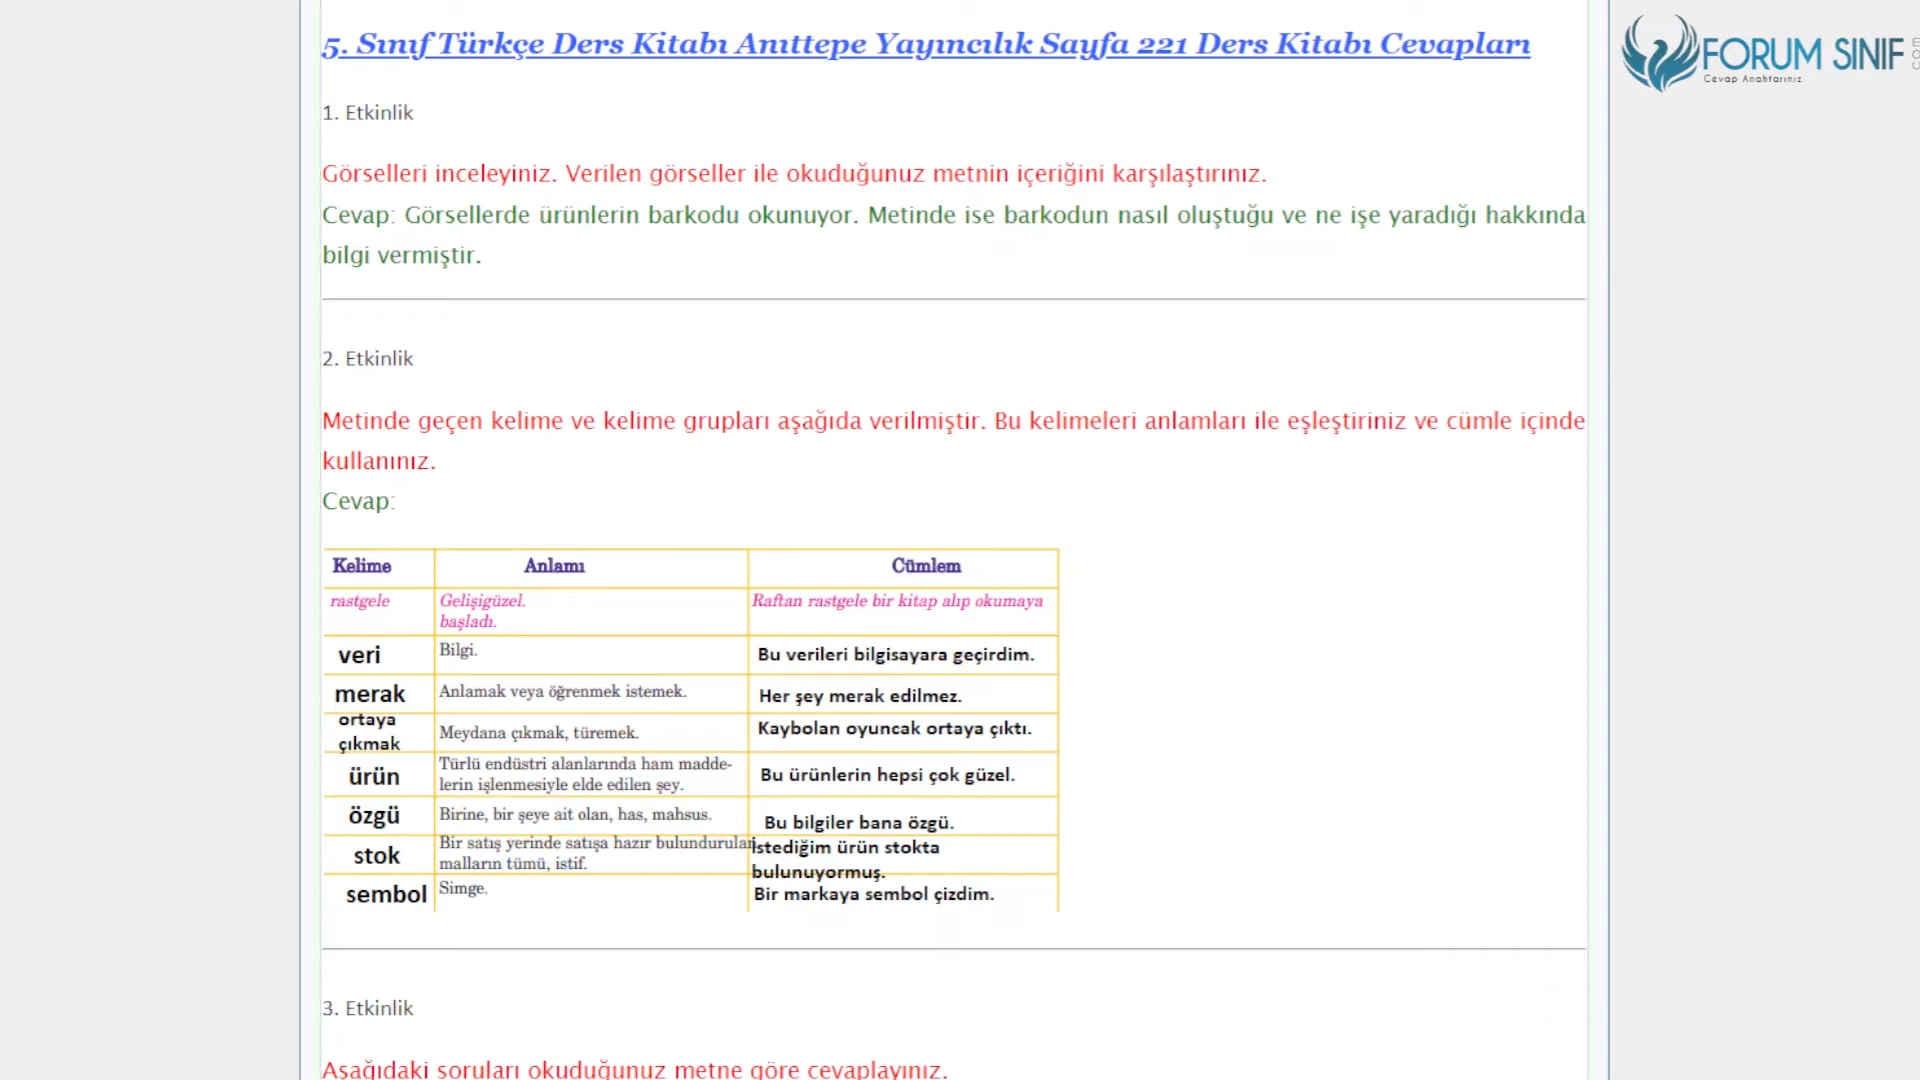 5. Sınıf Türkçe Ders Kitabı Anıttepe Yayıncılık Sayfa 221 Ders Kitabı Cevapları
FORUM SINIF
Cevap Anahtarınız
1. Etkinlik
Görselleri inceleyiniz. Verilen görseller ile okuduğunuz metnin içeriğini karşılaştırınız.
Cevap: Görsellerde ürünlerin barkodu okunuyor. Metinde ise barkodun nasıl oluştuğu ve ne işe yaradığı hakkında
bilgi vermiştir.
2. Etkinlik
Metinde geçen kelime ve kelime grupları aşağıda verilmiştir. Bu kelimeleri anlamları ile eşleştiriniz ve cümle içinde
kullanınız.
Cevap:
Kelime Anlamı Cümlem
rastgele Gelişigüzel. Raftan rastgele bir kitap alıp okumaya
başladı.
veri Bilgi. Bu verileri bilgisayara geçirdim.
merak Anlamak veya öğrenmek istemek. Her şey merak edilmez.
ortaya
çıkmak Meydana çıkmak, türemek. Kaybolan oyuncak ortaya çıktı.
ürün Türlü endüstri alanlarında ham madde-
lerin işlenmesiyle elde edilen şey. Bu ürünlerin hepsi çok güzel.
özgü Birine, bir şeye ait olan, has, mahsus. Bu bilgiler bana özgü.
stok Bir satış yerinde satışa hazır bulundurulan istediğim ürün stokta
malların tümü, istif. bulunuyormuş.
sembol Simge. Bir markaya sembol çizdim.
3. Etkinlik
Aşağıdaki soruları okuduğunuz metne göre cevaplayınız.